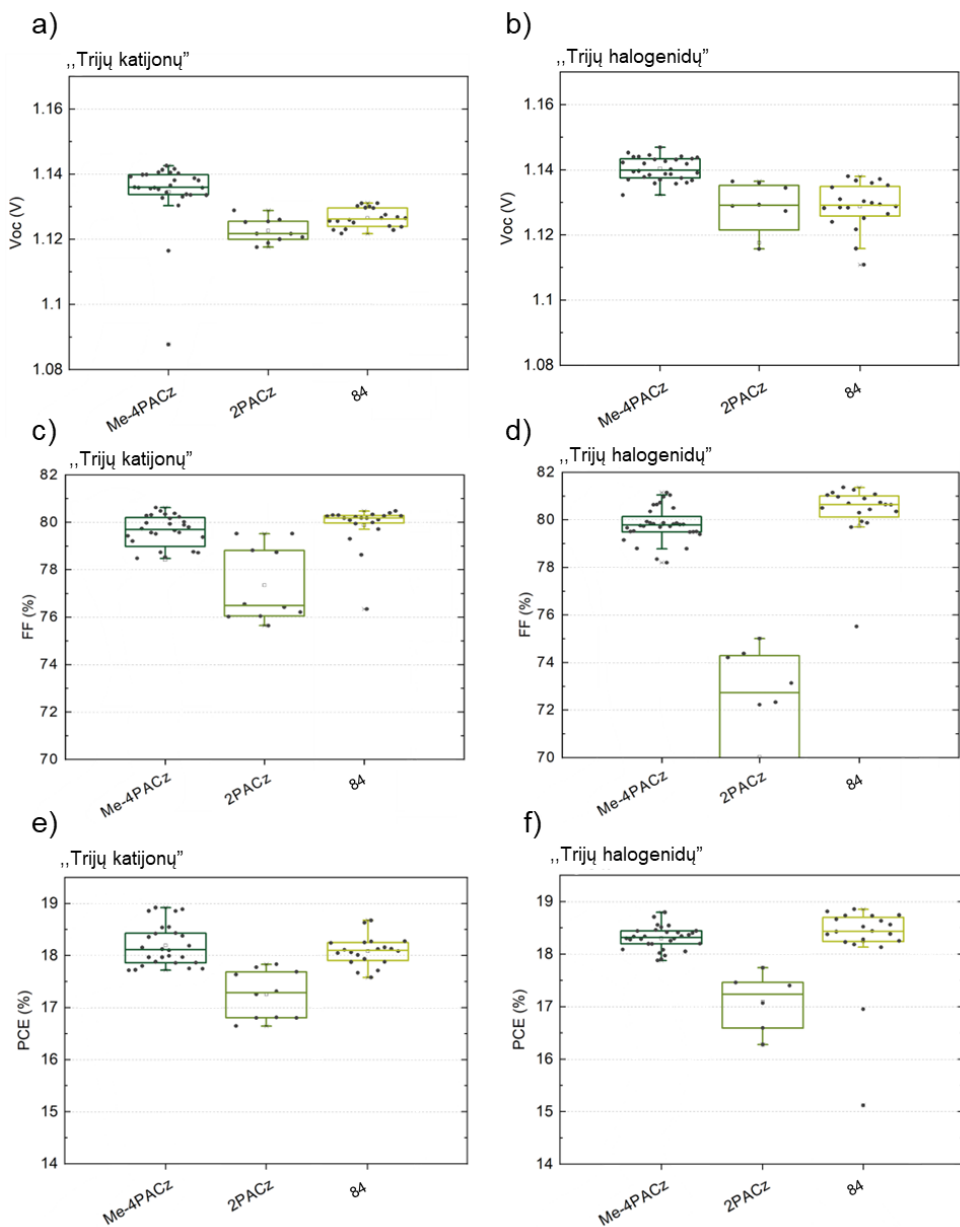 a)
,,Trijų katijonų”
Voc (V)
1.16
1.14
1.12
1.1
1.08
Me-4PACz
2PACz
84
b)
,,Trijų halogenidų”
Voc (V)
1.16
1.14
1.12
1.1
1.08
Me-4PACz
2PACz
84
c)
,,Trijų katijonų”
FF (%)
82
80
78
76
74
72
70
Me-4PACz
2PACz
84
d)
,,Trijų halogenidų”
FF (%)
82
80
78
76
74
72
70
Me-4PACz
2PACz
84
e)
,,Trijų katijonų”
PCE (%)
19
18
17
16
15
14
Me-4PACz
2PACz
84
f)
,,Trijų halogenidų”
PCE (%)
19
18
17
16
15
14
Me-4PACz
2PACz
84